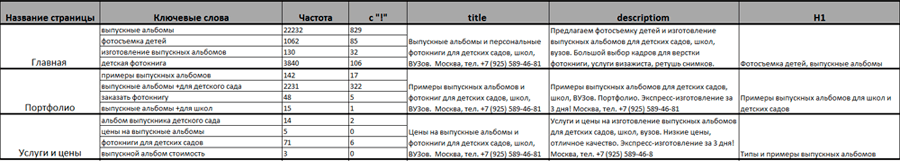 Название страницы Ключевые слова Частота с "!" title descriptiom H1
Главная
выпускные альбомы 22232 829
фотосъемка детей 1062 85
изготовление выпускных альбомов 130 32
детская фотокнига 3840 106
Выпускные альбомы и персональные
фотокниги для детских садов, школ,
ВУЗов. Москва, тел. +7 (925) 589-46-81
Предлагаем фотосъемку детей и изготовление
выпускных альбомов для детских садов, школ,
вузов. Большой выбор кадров для верстки
фотокниги, услуги визажиста, ретушь снимков.
Фотосъемка детей, выпускные альбомы
Портфолио
примеры выпускных альбомов 142 17
выпускные альбомы +для детского сада 2231 322
заказать фотокнигу 48 5
выпускные альбомы +для школ 15 1
Примеры выпускных альбомов и
фотокниг для детских садов, школ,
ВУЗов. Москва, тел. +7 (925) 589-46-81
Примеры выпускных альбомов для детских садов,
школ, ВУЗов. Портфолио. Экспресс-изготовление за
3 дня! Москва, тел. +7 (925) 589-46-81
Примеры выпускных альбомов для школ и
детских садов
Услуги и цены
альбом выпускника детского сада 14 2
цены на выпускные альбомы 5 0
фотокниги для детских садов 71 6
выпускной альбом стоимость 3 0
Цены на выпускные альбомы и
фотокниги для детских садов, школ,
ВУЗов. Москва, тел. +7 (925) 589-46-81
Услуги и цены на изготовление выпускных альбомов
для детских садов, школ, вузов. Низкие цены,
отличное качество. Экспресс-изготовление за 3 дня!
Москва, тел. +7 (925) 589-46-8
Типы и примеры выпускных альбомов